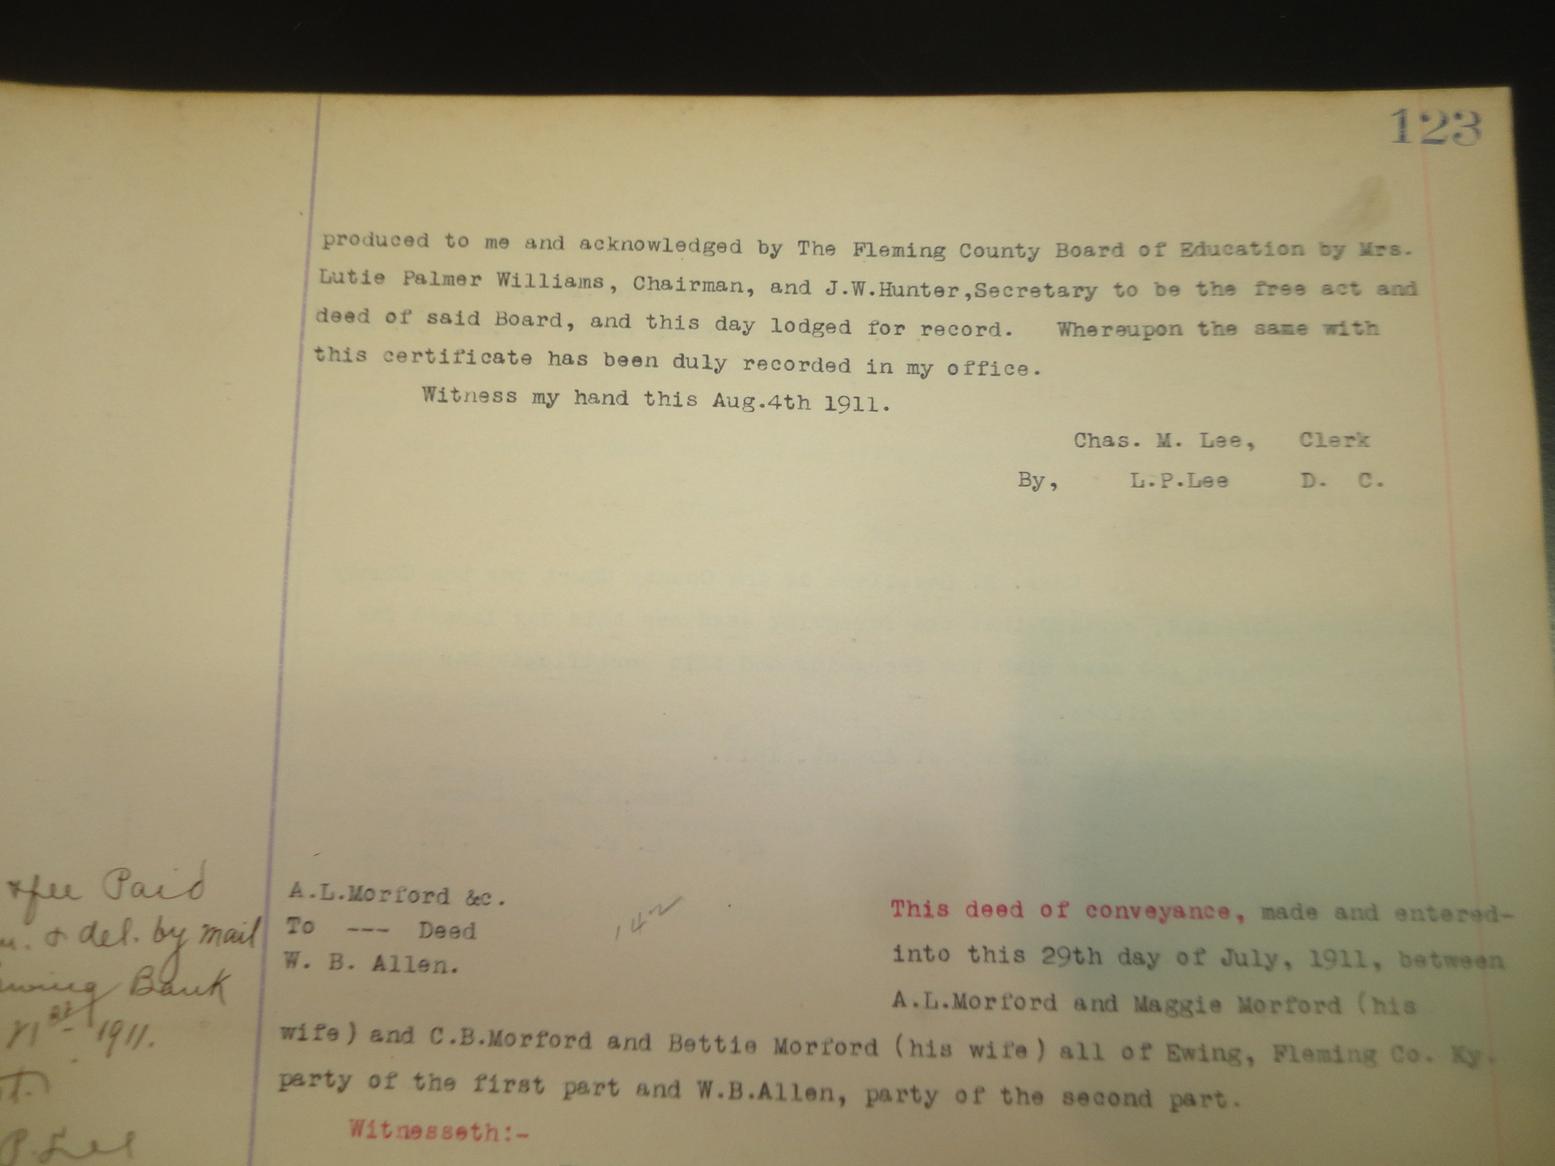 123
produced to me and acknowledged by The Fleming County Board of Education by Mrs.
Lutie Palmer Williams, Chairman, and J.W.Hunter,Secretary to be the free act and
deed of said Board, and this day lodged for record. Whereupon the same with
this certificate has been duly recorded in my office.
Witness my hand this Aug.4th 1911.
Chas. M. Lee, Clerk
By, L.P.Lee D. C.
fee Paid
& del. by mail
Bank
1911.
P. Lee
A.L.Morford &c.
To --- Deed
W. B. Allen.
142
This deed of conveyance, made and entered-
into this 29th day of July, 1911, between
A.L.Morford and Maggie Morford (his
wife) and C.B.Morford and Bettie Morford (his wife) all of Ewing, Fleming Co. Ky.
party of the first part and W.B.Allen, party of the second part.
Witnesseth:-